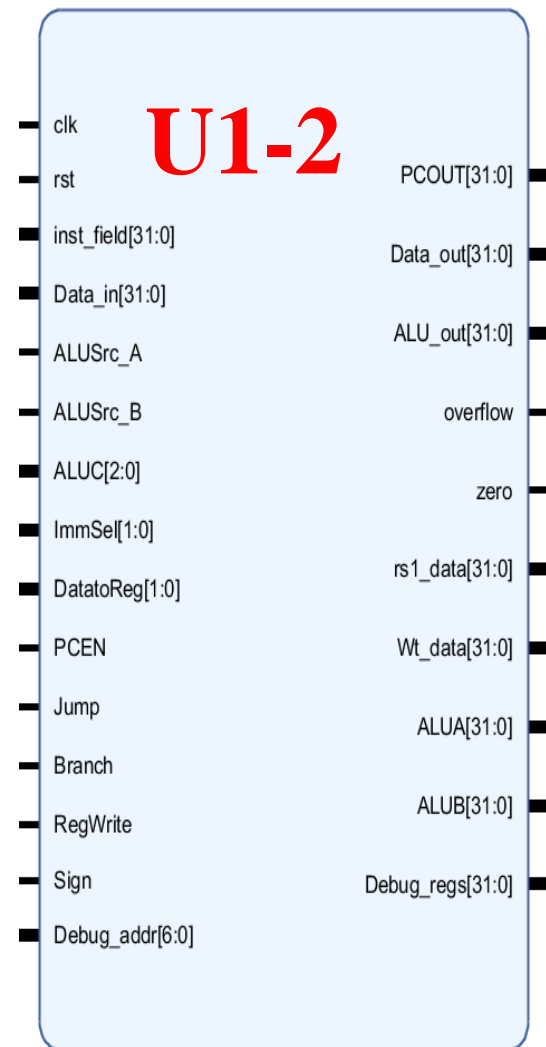 U1-2
clk
rst
inst_field[31:0]
Data_in[31:0]
ALUSrc_A
ALUSrc_B
ALUC[2:0]
ImmSel[1:0]
DatatoReg[1:0]
PCEN
Jump
Branch
RegWrite
Sign
Debug_addr[6:0]
PCOUT[31:0]
Data_out[31:0]
ALU_out[31:0]
overflow
zero
rs1_data[31:0]
Wt_data[31:0]
ALUA[31:0]
ALUB[31:0]
Debug_regs[31:0]